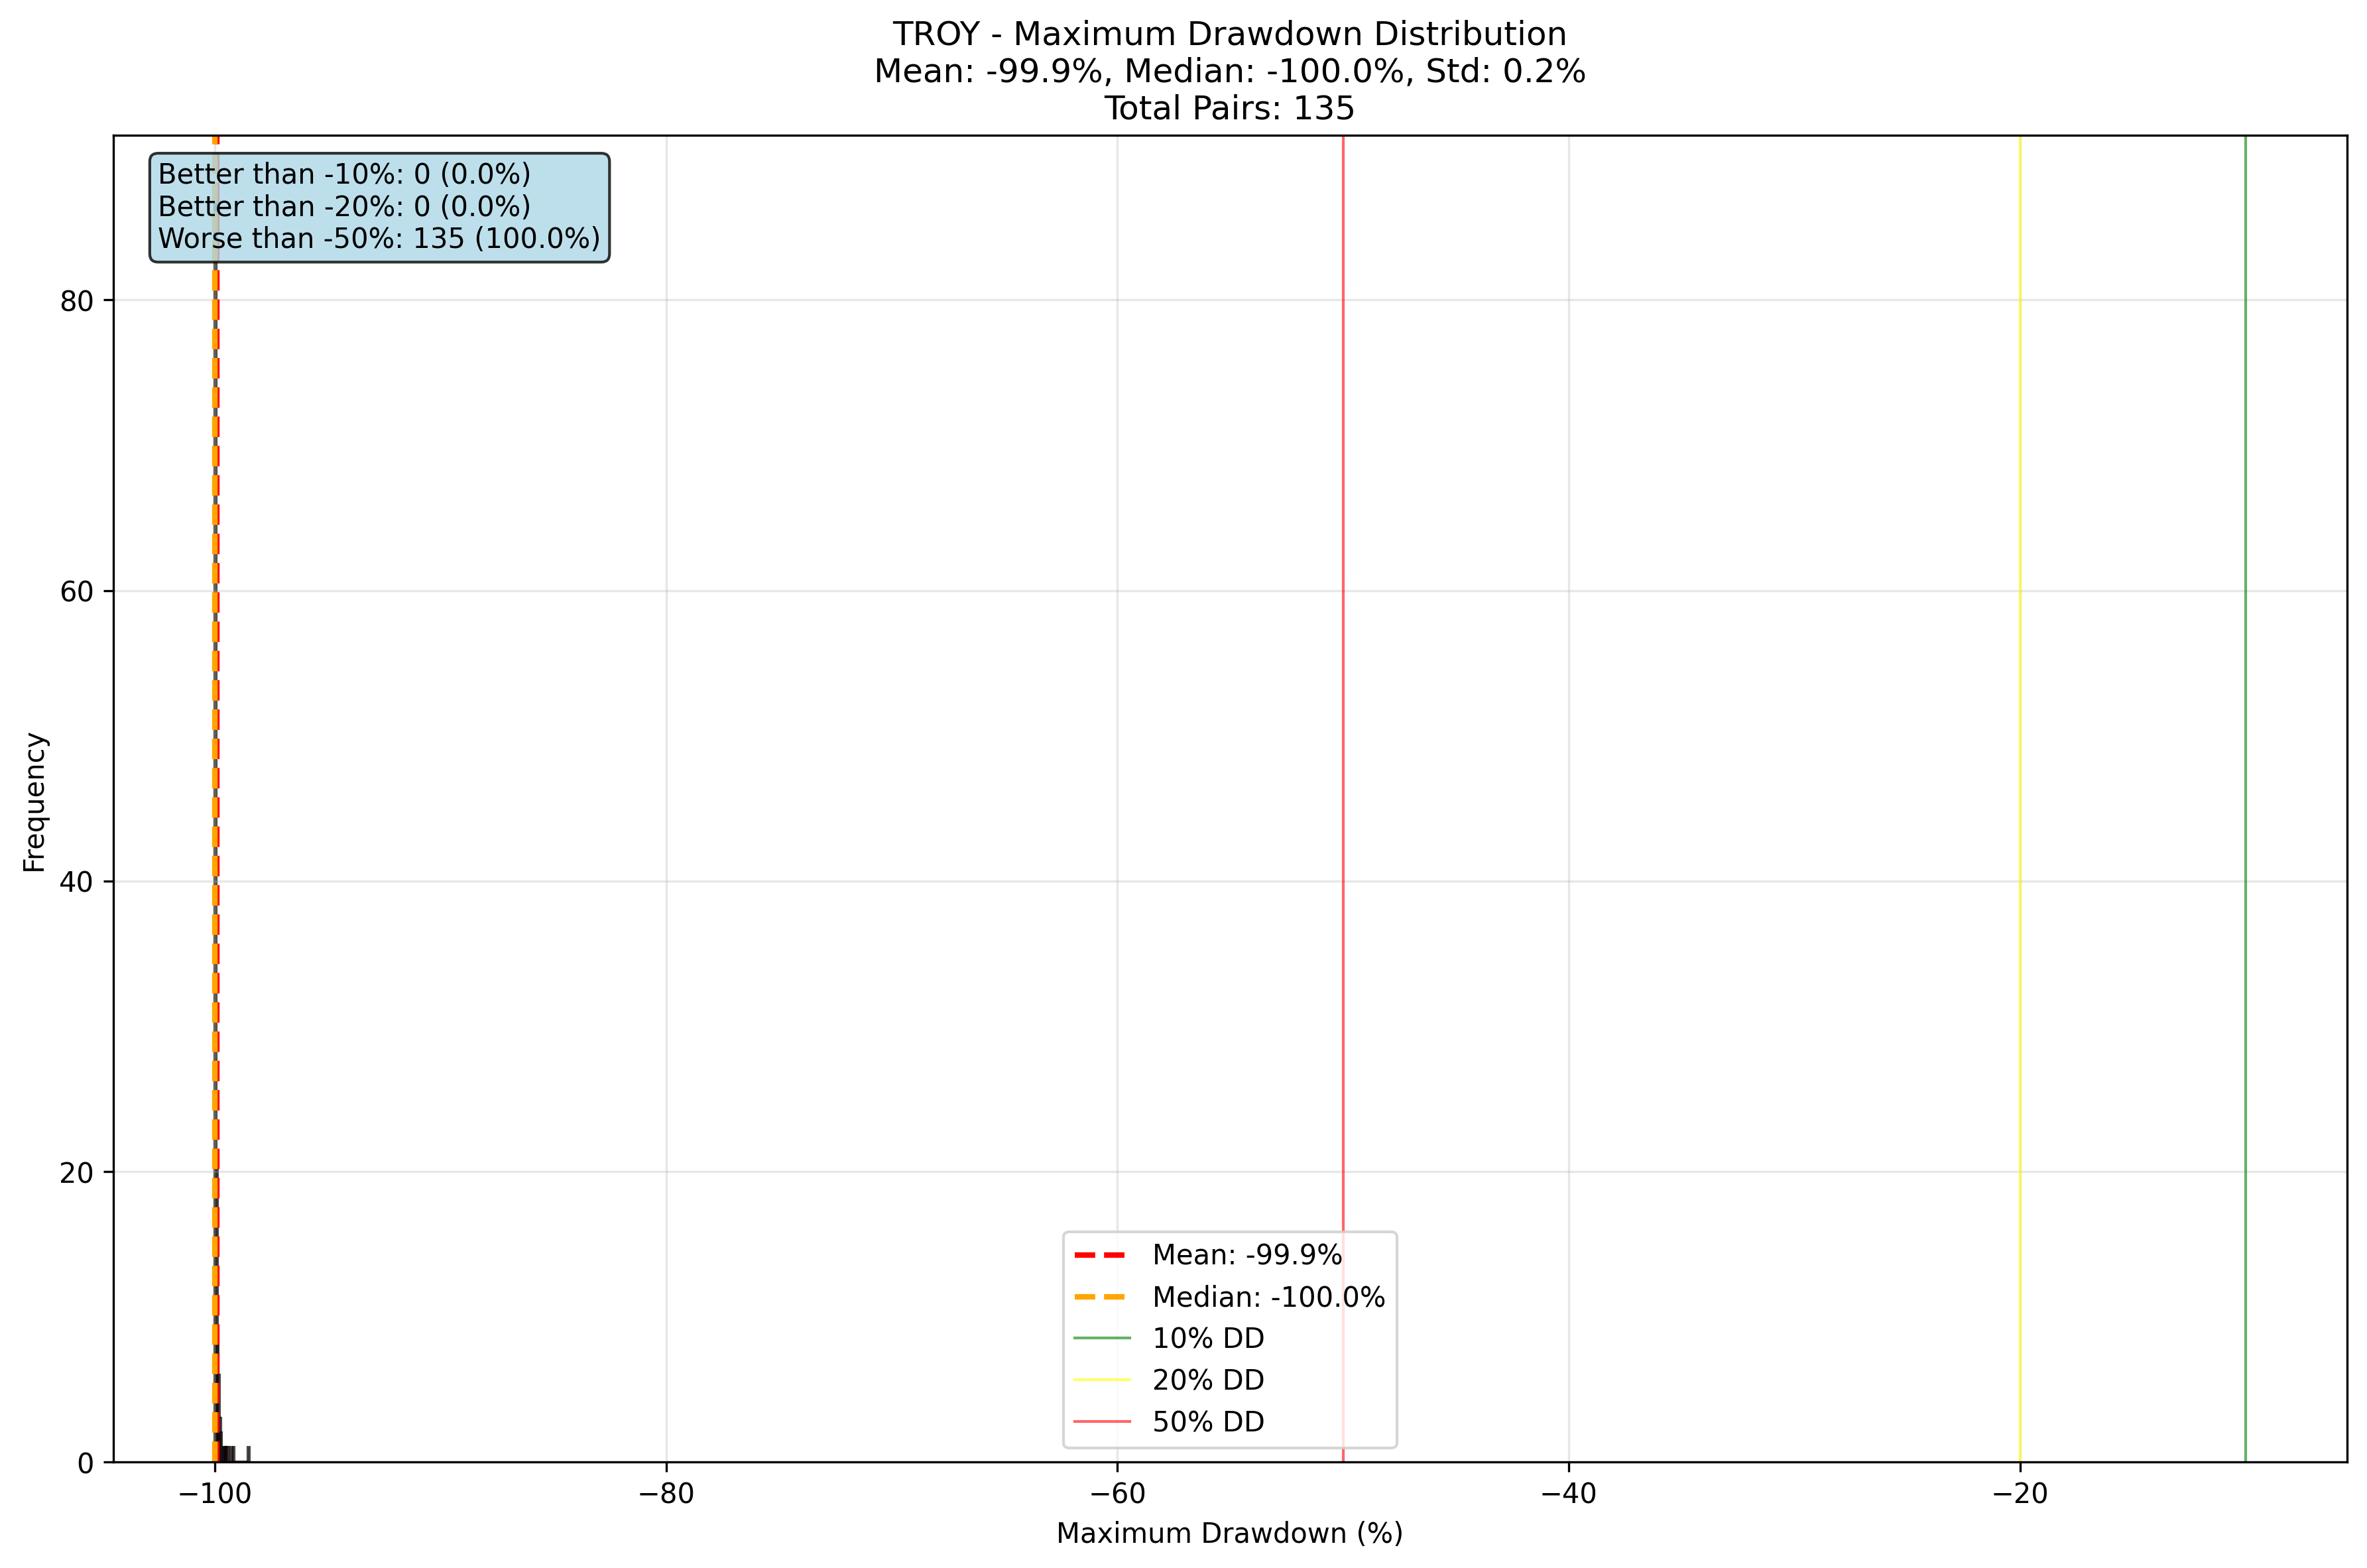 TROY - Maximum Drawdown Distribution
Mean: -99.9%, Median: -100.0%, Std: 0.2%
Total Pairs: 135
Better than -10%: 0 (0.0%)
Better than -20%: 0 (0.0%)
Worse than -50%: 135 (100.0%)
80
60
40
20
0
Frequency
Mean: -99.9%
Median: -100.0%
10% DD
20% DD
50% DD
−100
−80
−60
−40
−20
Maximum Drawdown (%)